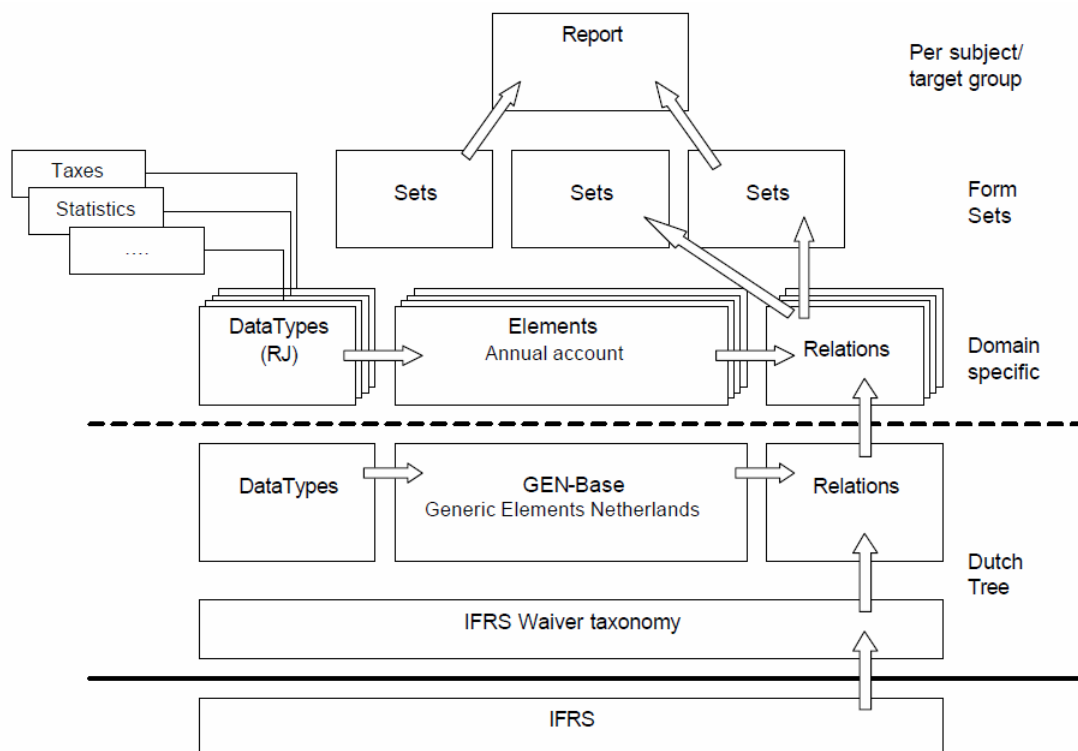 Report
Per subject/
target group
Taxes
Statistics
....
Sets
Sets
Sets
Form
Sets
DataTypes
(RJ)
Elements
Annual account
Relations
Domain
specific
DataTypes
GEN-Base
Generic Elements Netherlands
Relations
Dutch
Tree
IFRS Waiver taxonomy
IFRS